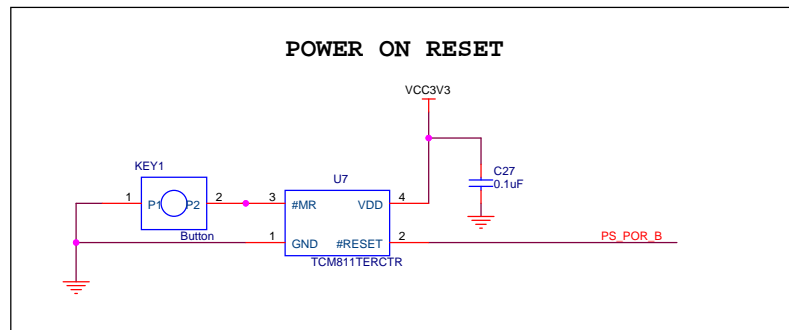 POWER ON RESET
VCC3V3
KEY1
U7
C27
0.1uF
1 P1 P2 2
3 #MR VDD 4
Button
1 GND #RESET 2
PS_POR_B
TCM811TERCTR